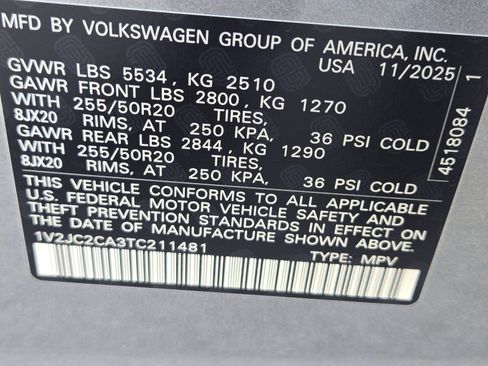 MFD BY VOLKSWAGEN GROUP OF AMERICA, INC.
USA 11/2025
GVWR LBS 5534 , KG 2510
GAWR FRONT LBS 2800 , KG 1270
WITH 255/50R20 TIRES,
8JX20 RIMS, AT 250 KPA, 36 PSI COLD
GAWR REAR LBS 2844 , KG 1290
WITH 255/50R20 TIRES,
8JX20 RIMS, AT 250 KPA, 36 PSI COLD
THIS VEHICLE CONFORMS TO ALL APPLICABLE
U.S. FEDERAL MOTOR VEHICLE SAFETY AND
THEFT PREVENTION STANDARDS IN EFFECT ON
THE DATE OF MANUFACTURE SHOWN ABOVE.
1V2JC2CA3TC211481
TYPE: MPV
4518084 1